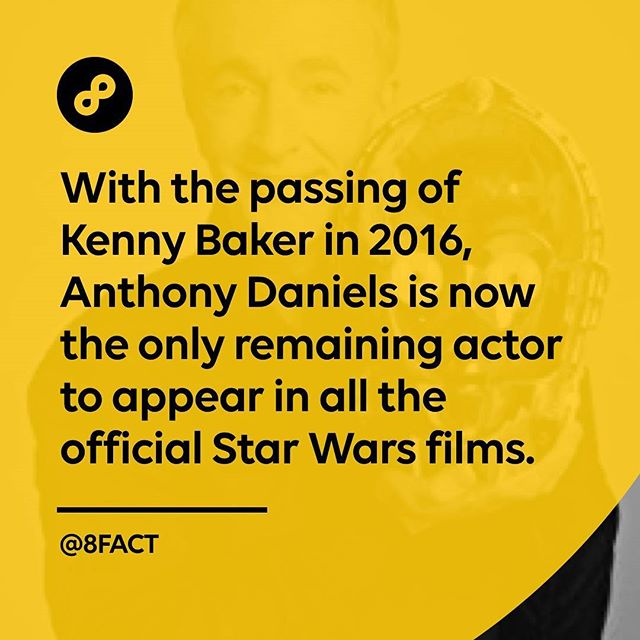 With the passing of
Kenny Baker in 2016,
Anthony Daniels is now
the only remaining actor
to appear in all the
official Star Wars films.
@8FACT